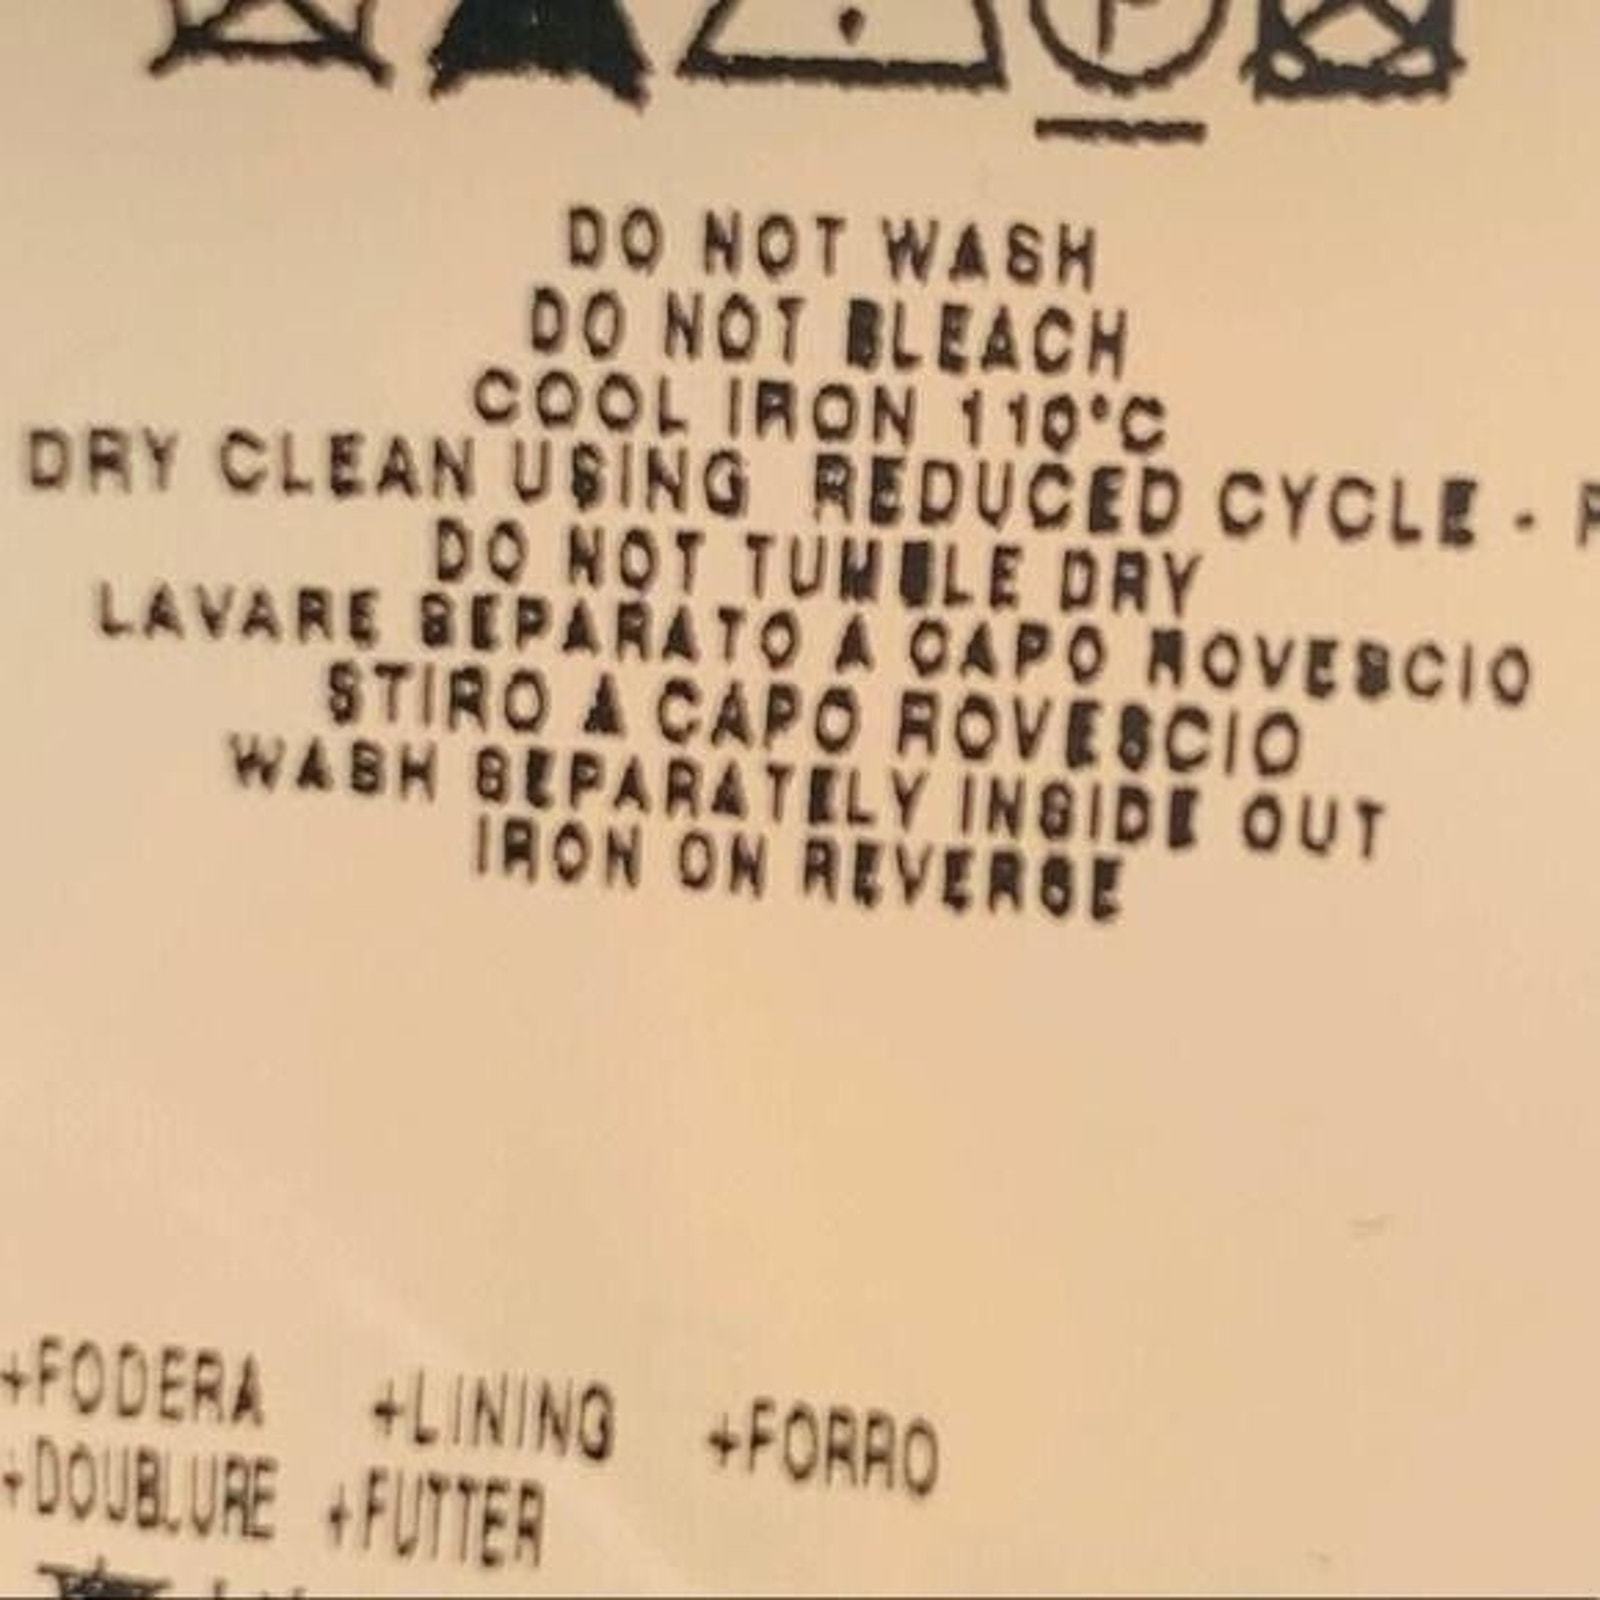 P
DO NOT WASH
DO NOT BLEACH
COOL IRON 110°C
DRY CLEAN USING REDUCED CYCLE - P
DO NOT TUMBLE DRY
LAVARE SEPARATO A CAPO ROVESCIO
STIRO A CAPO ROVESCIO
WASH SEPARATELY INSIDE OUT
IRON ON REVERSE
+FODERA +LINING +FORRO
+DOUBLURE +FUTTER